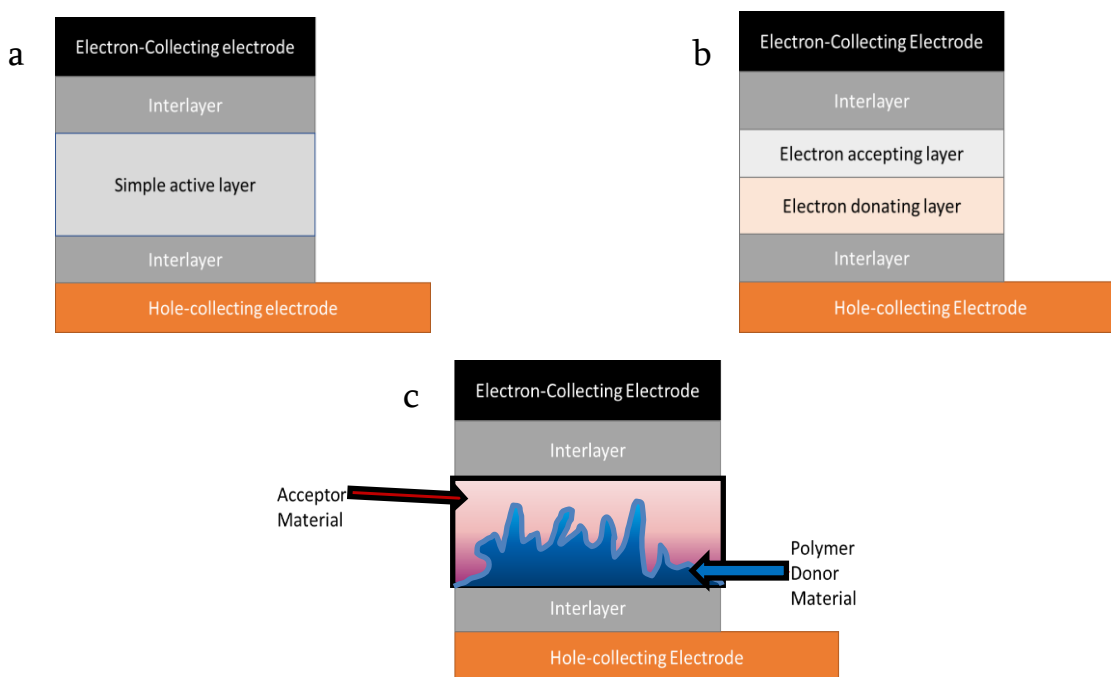 a
Electron-Collecting electrode
Interlayer
Simple active layer
Interlayer
Hole-collecting electrode
b
Electron-Collecting Electrode
Interlayer
Electron accepting layer
Electron donating layer
Interlayer
Hole-collecting Electrode
c
Electron-Collecting Electrode
Interlayer
Acceptor
Material
Polymer
Donor
Material
Interlayer
Hole-collecting Electrode